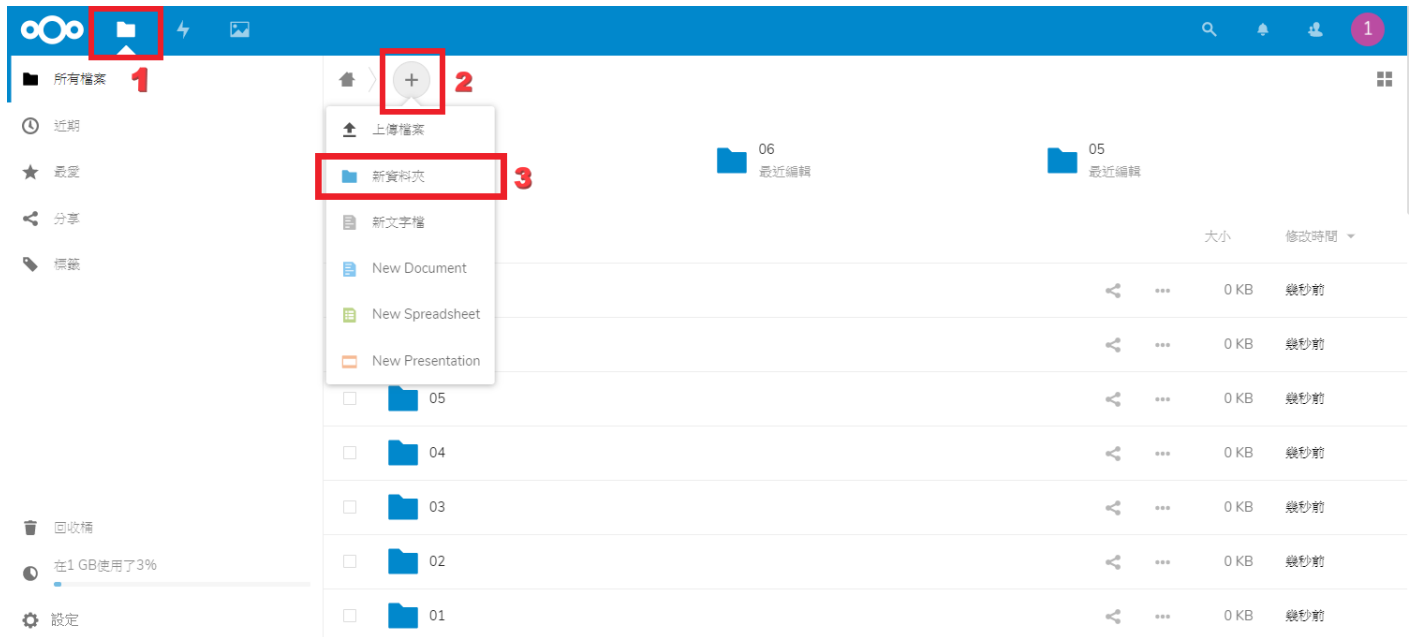 1
1
所有檔案
近期
最愛
分享
標籤
回收桶
在1 GB使用了3%
設定
2
上傳檔案
新資料夾
3
新文字檔
New Document
New Spreadsheet
New Presentation
06
最近編輯
05
最近編輯
大小 修改時間
0 KB 幾秒前
0 KB 幾秒前
05 0 KB 幾秒前
04 0 KB 幾秒前
03 0 KB 幾秒前
02 0 KB 幾秒前
01 0 KB 幾秒前